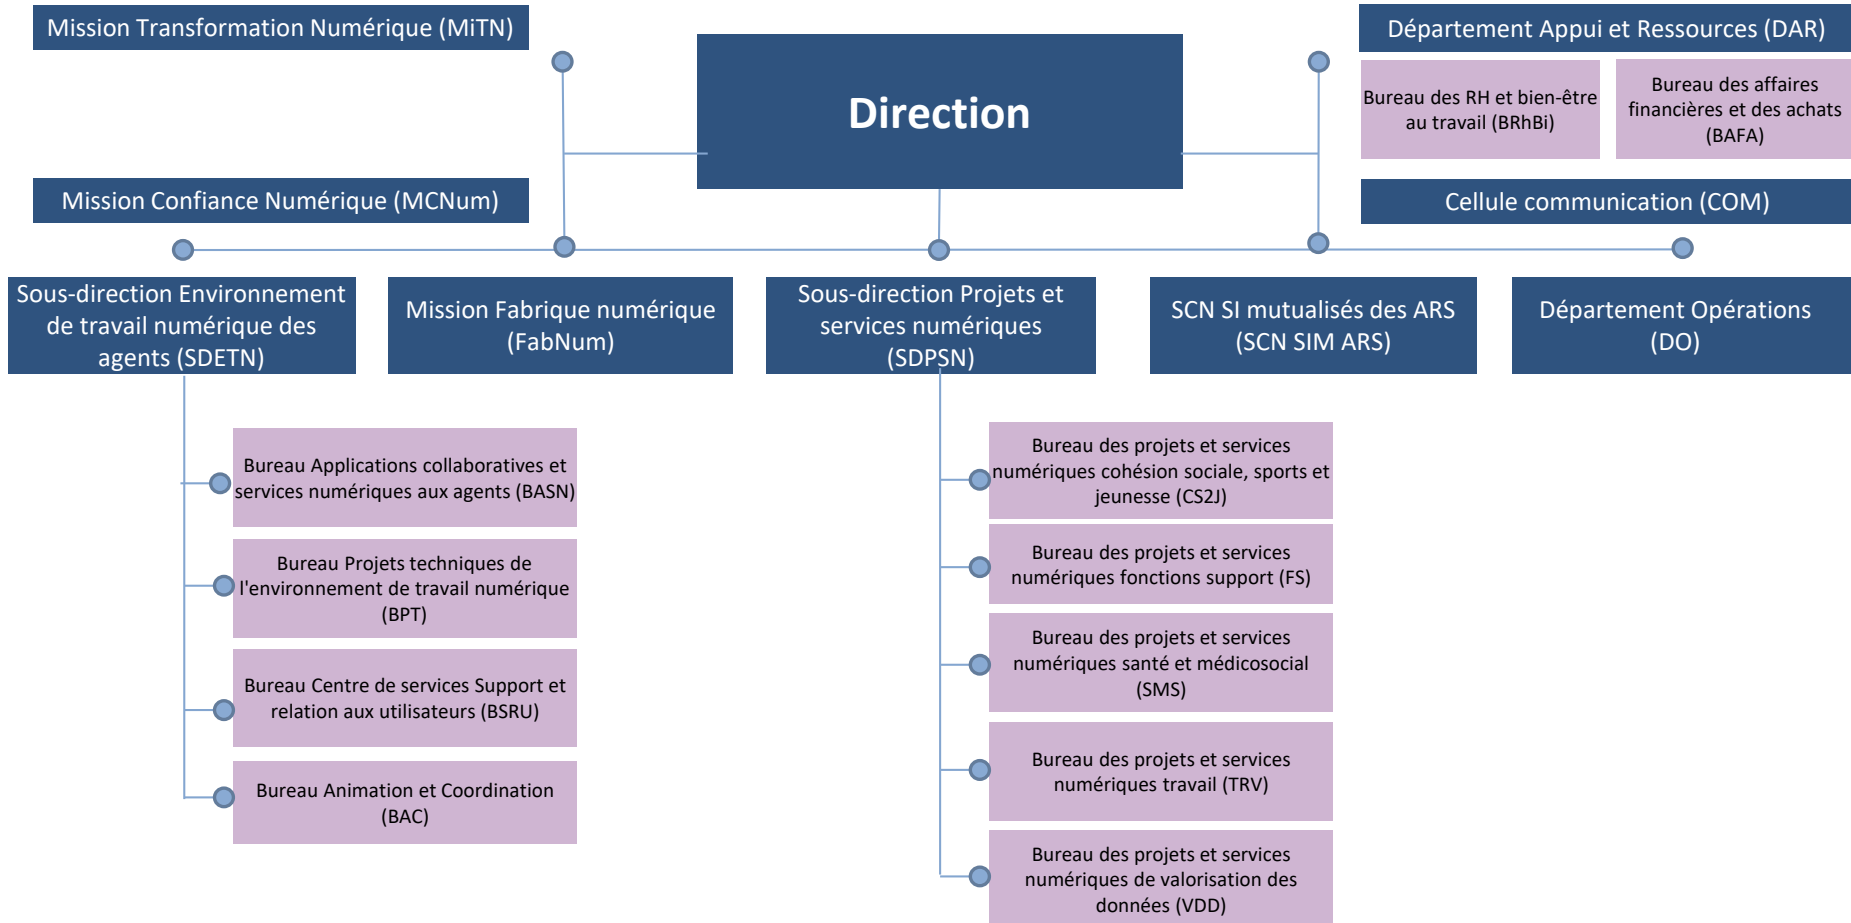 Mission Transformation Numérique (MiTN)
Direction
Département Appui et Ressources (DAR)
Bureau des RH et bien-être
au travail (BRhBi)
Bureau des affaires
financières et des achats
(BAFA)
Mission Confiance Numérique (MCNum)
Cellule communication (COM)
Sous-direction Environnement
de travail numérique des
agents (SDETN)
Mission Fabrique numérique
(FabNum)
Sous-direction Projets et
services numériques
(SDPSN)
SCN SI mutualisés des ARS
(SCN SIM ARS)
Département Opérations
(DO)
Bureau Applications collaboratives et
services numériques aux agents (BASN)
Bureau Projets techniques de
l'environnement de travail numérique
(BPT)
Bureau Centre de services Support et
relation aux utilisateurs (BSRU)
Bureau Animation et Coordination
(BAC)
Bureau des projets et services
numériques cohésion sociale, sports et
jeunesse (CS2J)
Bureau des projets et services
numériques fonctions support (FS)
Bureau des projets et services
numériques santé et médicosocial
(SMS)
Bureau des projets et services
numériques travail (TRV)
Bureau des projets et services
numériques de valorisation des
données (VDD)